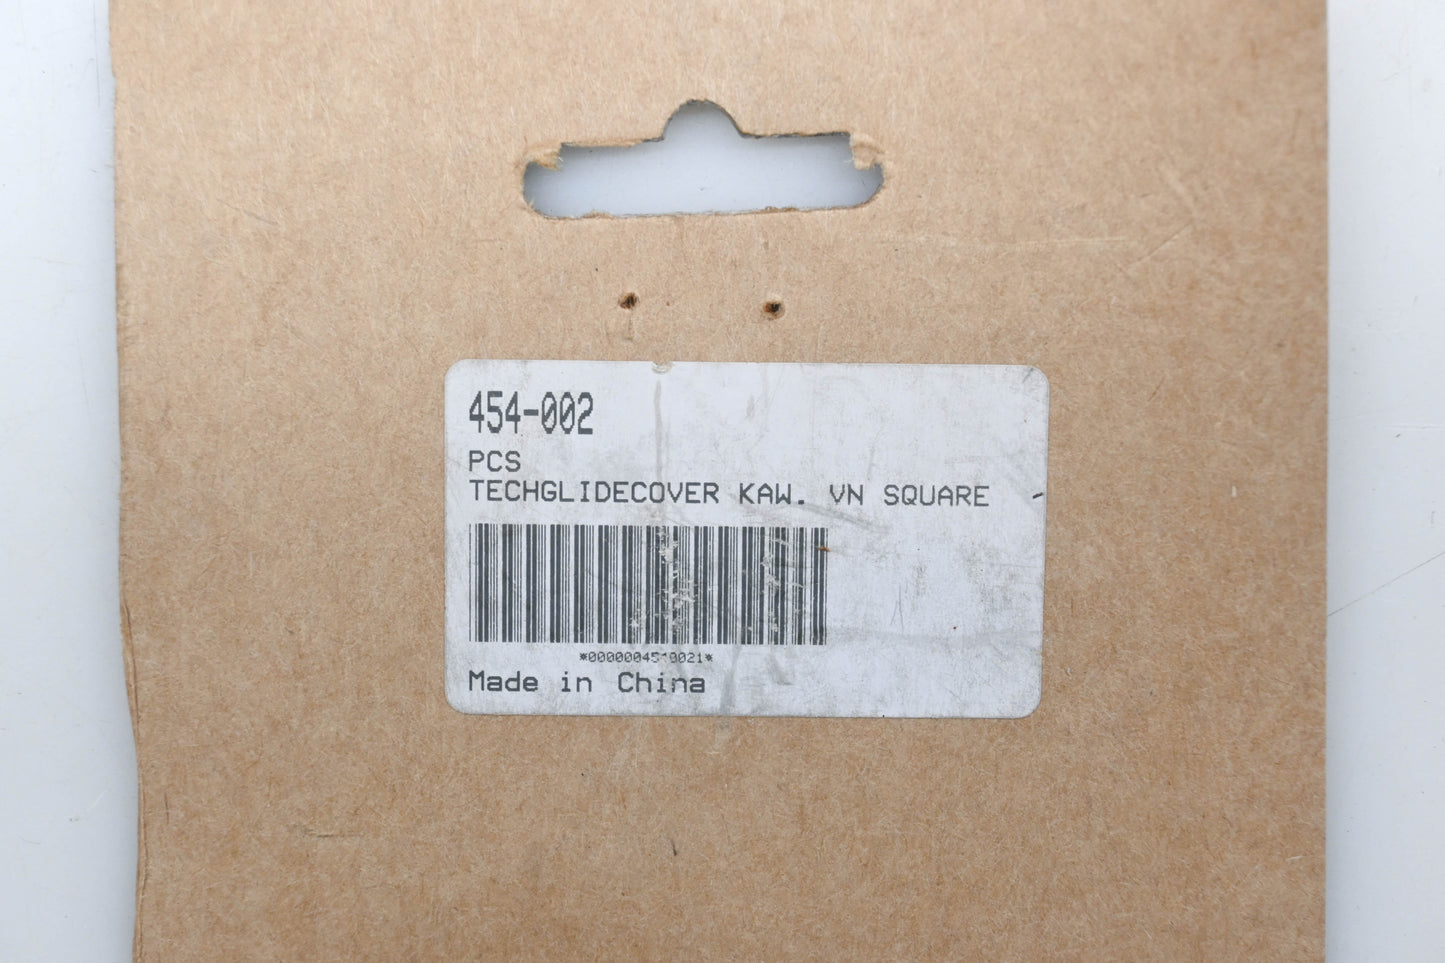 454-002
PCS
TECHGLIDECOVER KAW. VN SQUARE
Made in China